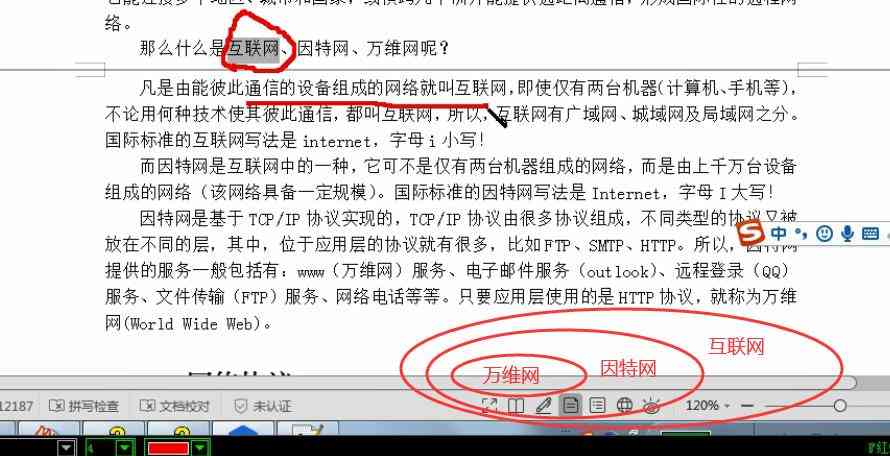 络。
那么什么是互联网、因特网、万维网呢?
凡是由能彼此通信的设备组成的网络就叫互联网,即使仅有两台机器(计算机、手机等),
不论用何种技术使其彼此通信,都叫互联网,所以,互联网有广域网、城域网及局域网之分。
国际标准的互联网写法是 internet,字母 i 小写!
而因特网是互联网中的一种,它可不是仅有两台机器组成的网络,而是由上千万台设备
组成的网络(该网络具备一定规模)。国际标准的因特网写法是 Internet,字母 I 大写!
因特网是基于 TCP/IP 协议实现的,TCP/IP 协议由很多协议组成,不同类型的协议又被
放在不同的层,其中,位于应用层的协议就有很多,比如 FTP、SMTP、HTTP。所以,因特网
提供的服务一般包括有:www(万维网)服务、电子邮件服务(outlook)、远程登录(QQ)
服务、文件传输(FTP)服务、网络电话等等。只要应用层使用的是 HTTP 协议,就称为万维
网(World Wide Web)。
中
互联网
因特网
万维网
12187 拼写检查 文档校对 未认证 120%
4